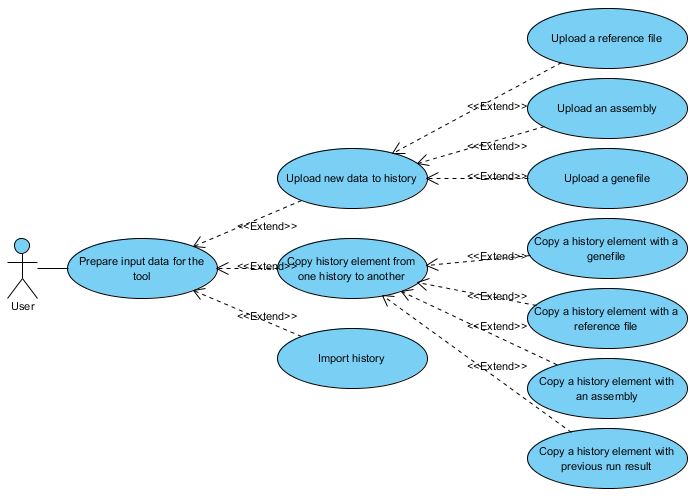 Upload a reference file
<<Extend>>
Upload an assembly
<<Extend>>
Upload new data to history
<<Extend>>
Upload a genefile
<<Extend>>
Copy a history element with a
genefile
<<Extend>>
Prepare input data for the
tool
<<Extend>>
Copy history element from
one history to another
<<Extend>>
Copy a history element with a
reference file
User
<<Extend>>
<<Extend>>
Import history
<<Extend>>
Copy a history element with
an assembly
Copy a history element with
previous run result